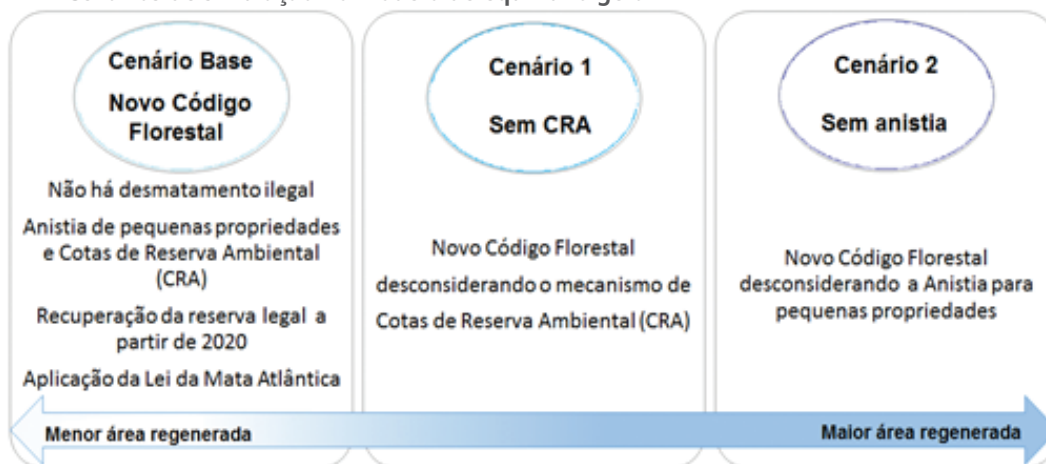 Cenário Base
Novo Código
Florestal
Não há desmatamento ilegal
Anistia de pequenas propriedades
e Cotas de Reserva Ambiental
(CRA)
Recuperação da reserva legal a
partir de 2020
Aplicação da Lei da Mata Atlântica
Cenário 1
Sem CRA
Novo Código Florestal
desconsiderando o mecanismo de
Cotas de Reserva Ambiental (CRA)
Cenário 2
Sem anistia
Novo Código Florestal
desconsiderando a Anistia para
pequenas propriedades
Menor área regenerada
Maior área regenerada